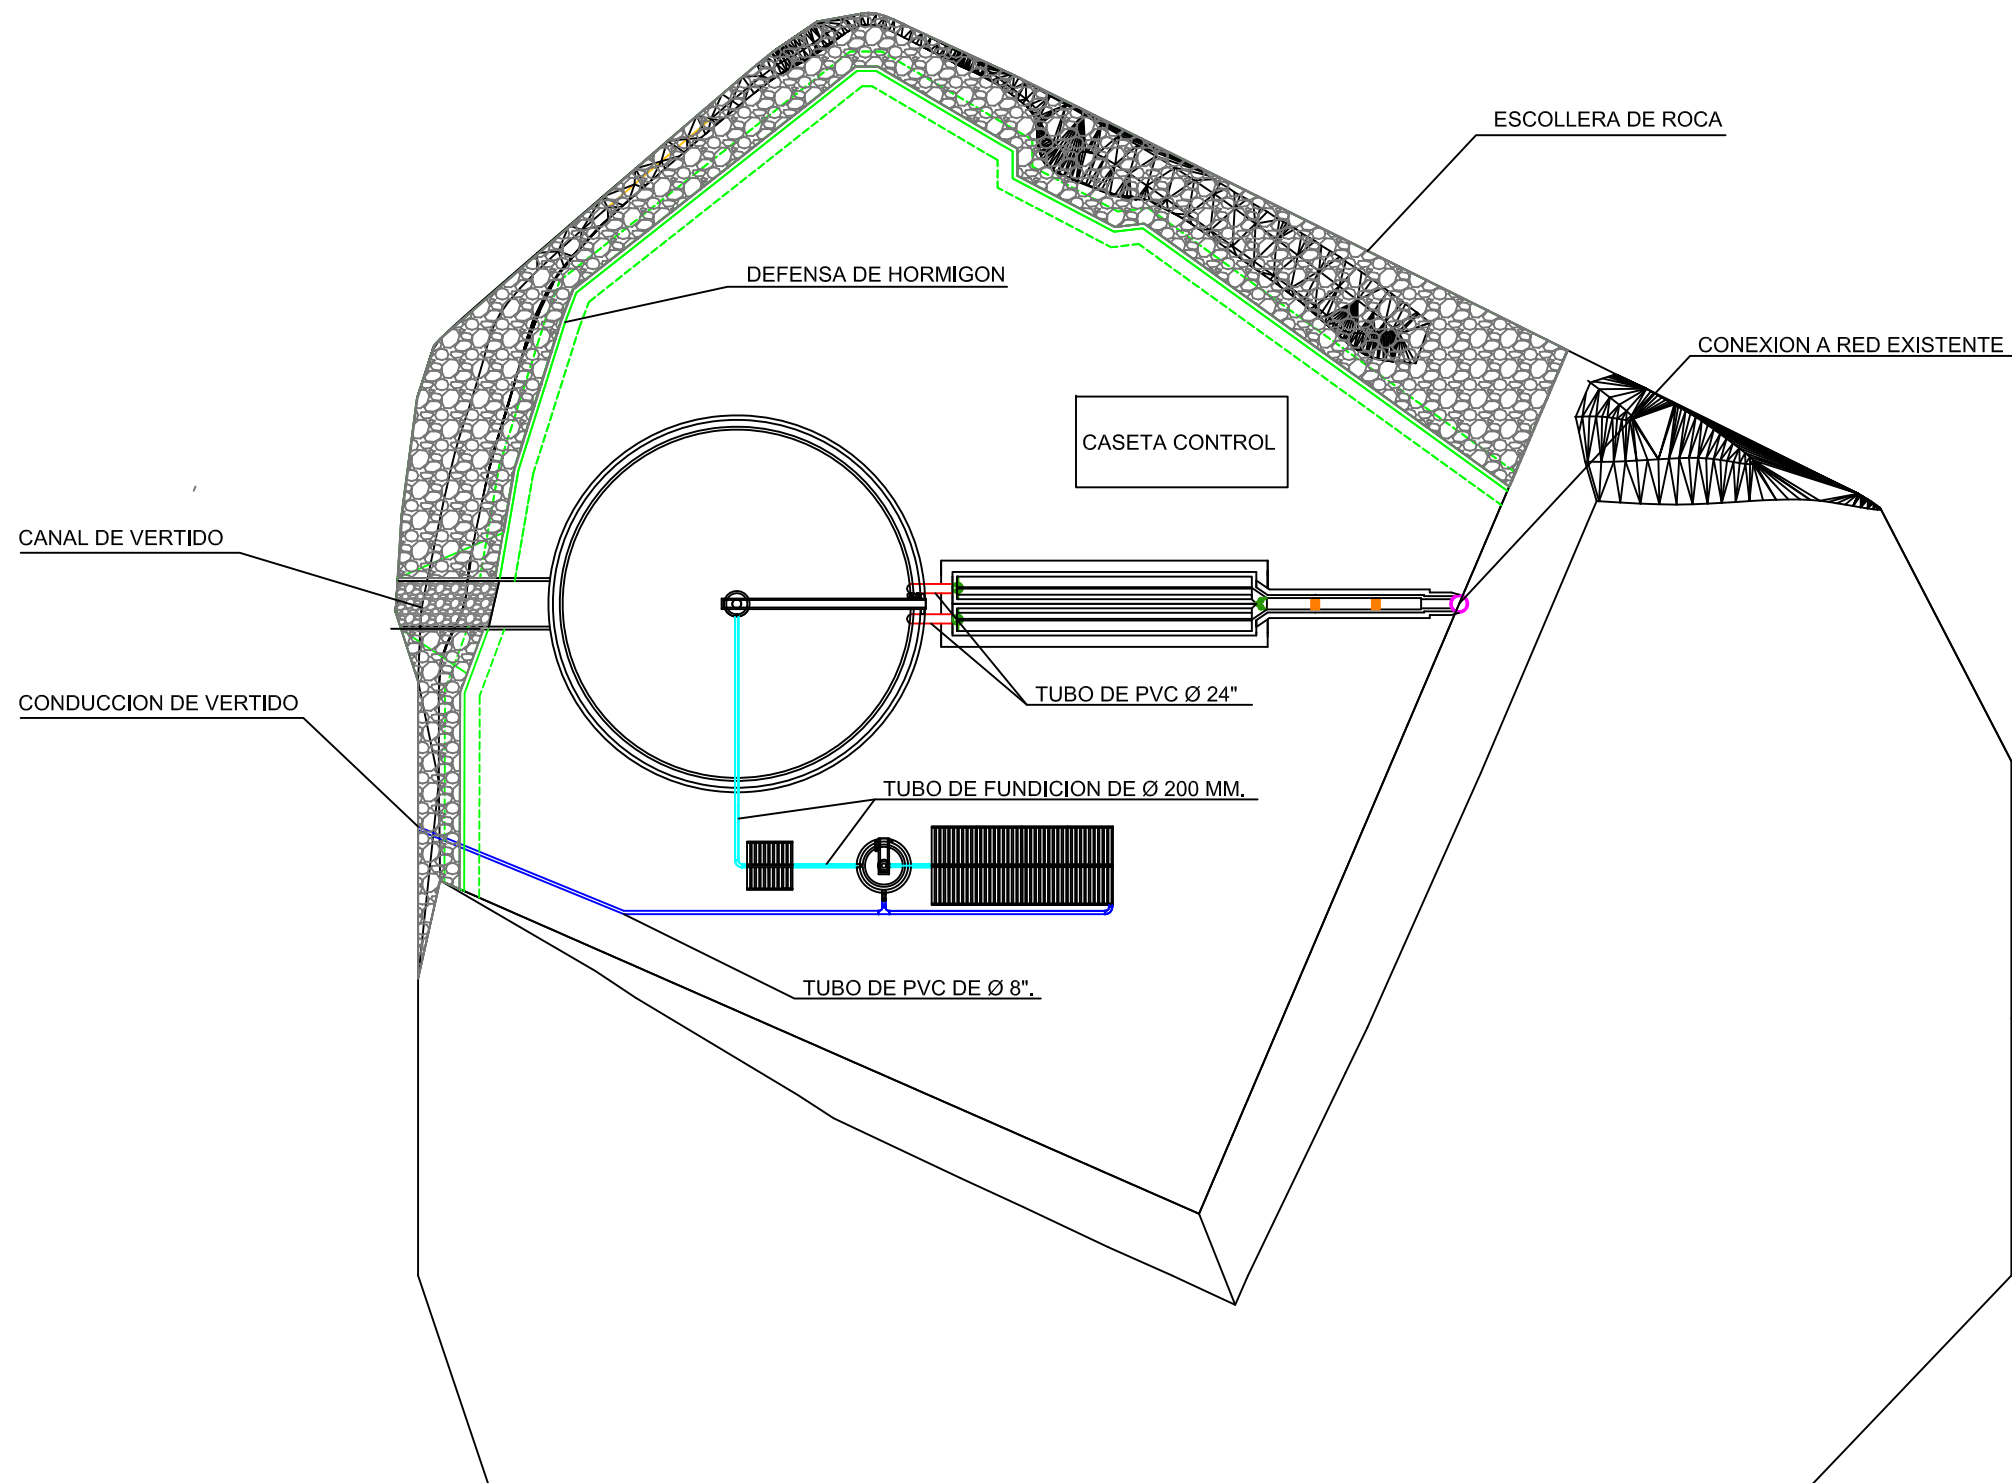 ESCOLLERA DE ROCA
DEFENSA DE HORMIGON
CONEXION A RED EXISTENTE
CASETA CONTROL
CANAL DE VERTIDO
TUBO DE PVC Ø 24"
CONDUCCION DE VERTIDO
TUBO DE FUNDICION DE Ø 200 MM.
TUBO DE PVC DE Ø 8".